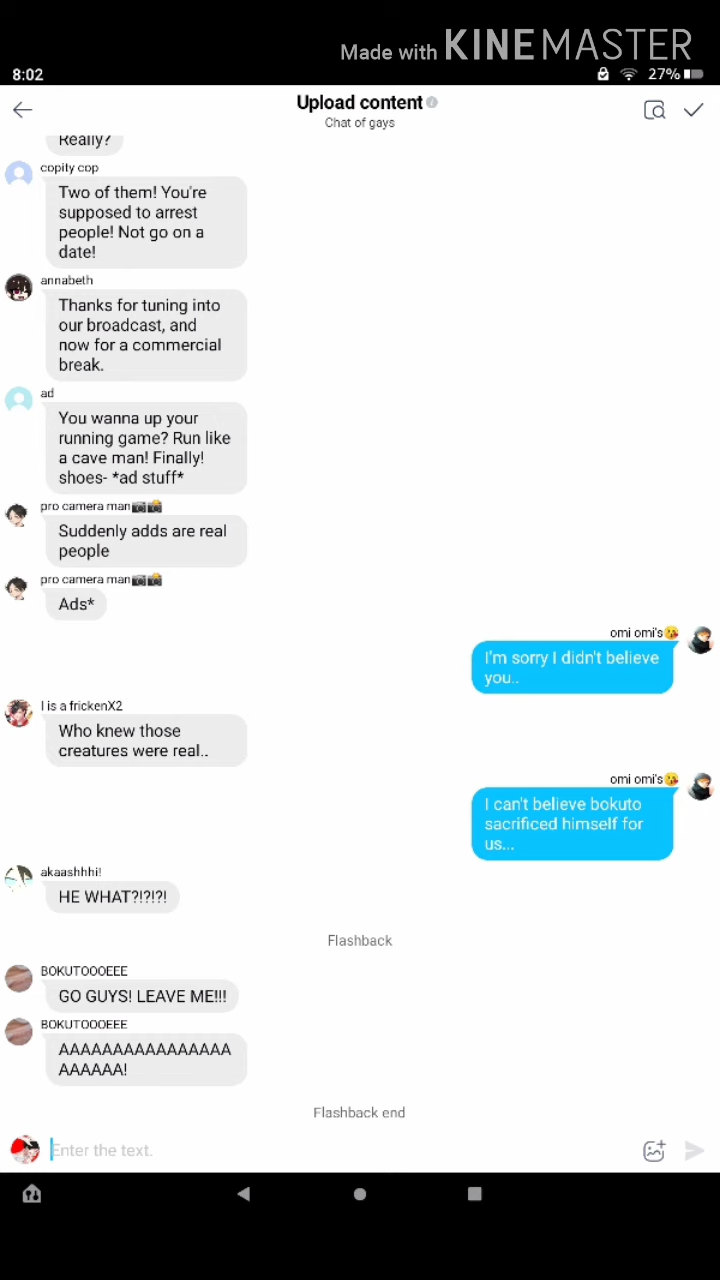 Made with KINEMASTER
8:02
27%
Upload content
Chat of gays
Really?
copity cop
Two of them! You're
supposed to arrest
people! Not go on a
date!
annabeth
Thanks for tuning into
our broadcast, and
now for a commercial
break.
ad
You wanna up your
running game? Run like
a cave man! Finally!
shoes- *ad stuff*
pro camera man📷📸
Suddenly adds are real
people
pro camera man📷📸
Ads*
omi omi's😘
I'm sorry I didn't believe
you..
I is a frickenX2
Who knew those
creatures were real..
omi omi's😘
I can't believe bokuto
sacrificed himself for
us...
akaashhhi!
HE WHAT?!?!?!
Flashback
BOKUTOOOEEE
GO GUYS! LEAVE ME!!!
BOKUTOOOEEE
AAAAAAAAAAAAAAAA
AAAAAA!
Flashback end
Enter the text.